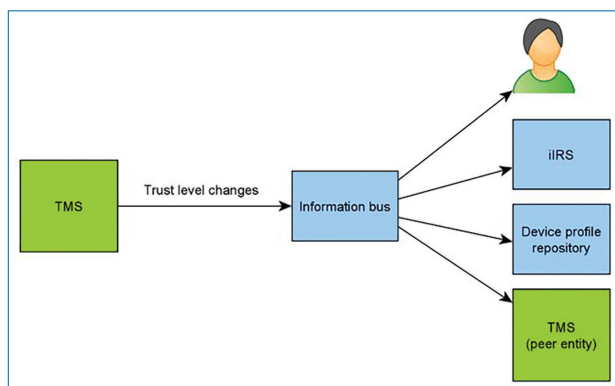 TMS
Trust level changes
Information bus
iIRS
Device profile
repository
TMS
(peer entity)